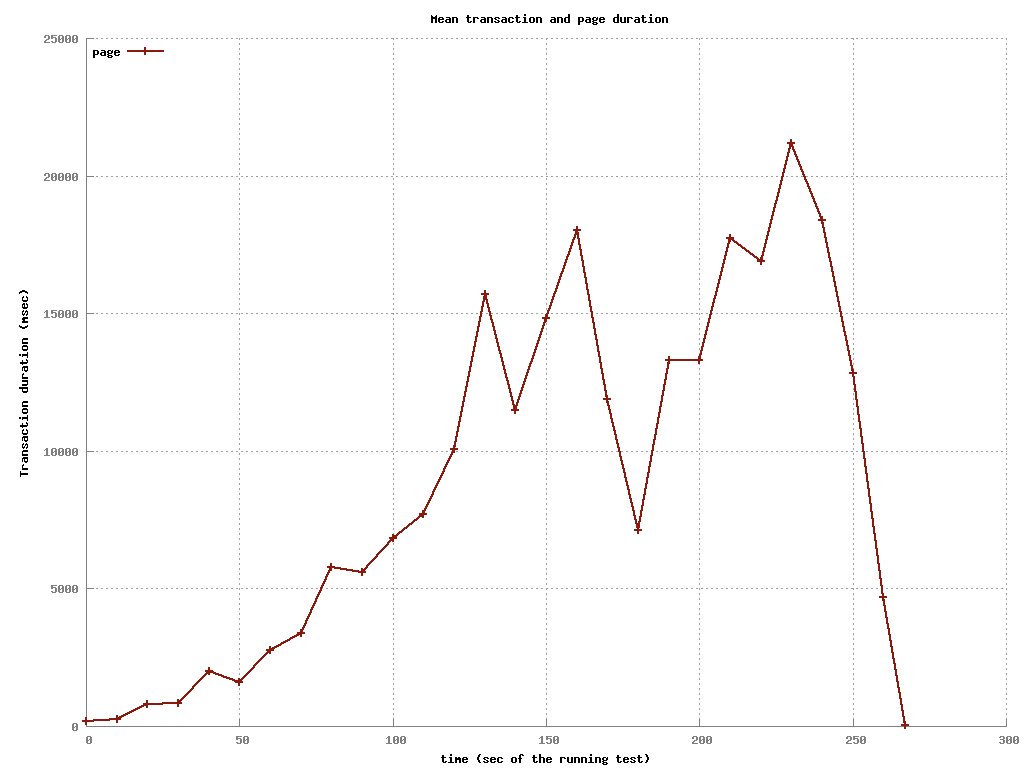 Mean transaction and page duration
page
25000
20000
15000
10000
5000
0
Transaction duration (msec)
0 50 100 150 200 250 300
time (sec of the running test)